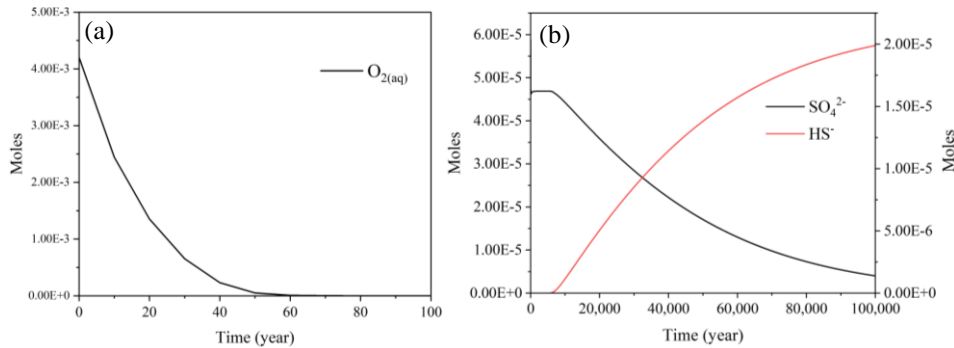 (a)
5.00E-3
4.00E-3
3.00E-3
2.00E-3
1.00E-3
0.00E+0
Moles
O2(aq)
0 20 40 60 80 100
Time (year)
(b)
6.00E-5
5.00E-5
4.00E-5
3.00E-5
2.00E-5
1.00E-5
0.00E+0
Moles
SO4^2-
HS^-
2.00E-5
1.50E-5
1.00E-5
5.00E-6
0.00E+0
Moles
0 20,000 40,000 60,000 80,000 100,000
Time (year)